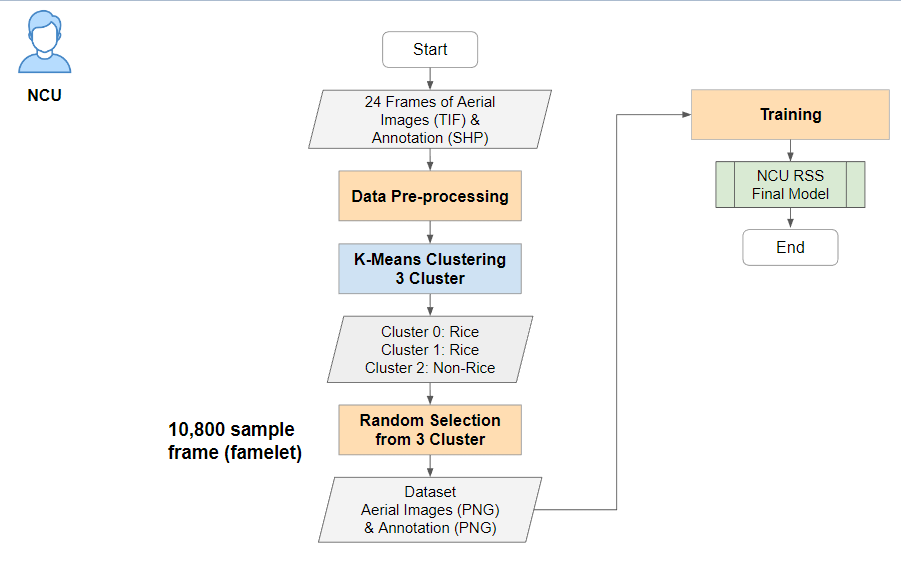 NCU
Start
24 Frames of Aerial
Images (TIF) &
Annotation (SHP)
Data Pre-processing
K-Means Clustering
3 Cluster
Cluster 0: Rice
Cluster 1: Rice
Cluster 2: Non-Rice
10,800 sample
frame (famelet)
Random Selection
from 3 Cluster
Dataset
Aerial Images (PNG)
& Annotation (PNG)
Training
NCU RSS
Final Model
End